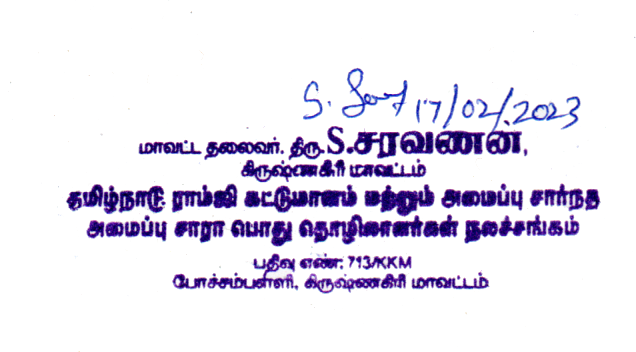 S. 17/02/2023
மாவட்ட தலைவர். திரு.S.சரவணன்,
கிருஷ்ணகிரி மாவட்டம்
தமிழ்நாடு ராம்ஜி கட்டுமானம் மற்றும் அமைப்பு சார்ந்த
அமைப்பு சாரா பொது தொழிலாளர்கள் நலச்சங்கம்
பதிவு எண்: 713/KKM
போச்சம்பள்ளி, கிருஷ்ணகிரி மாவட்டம்